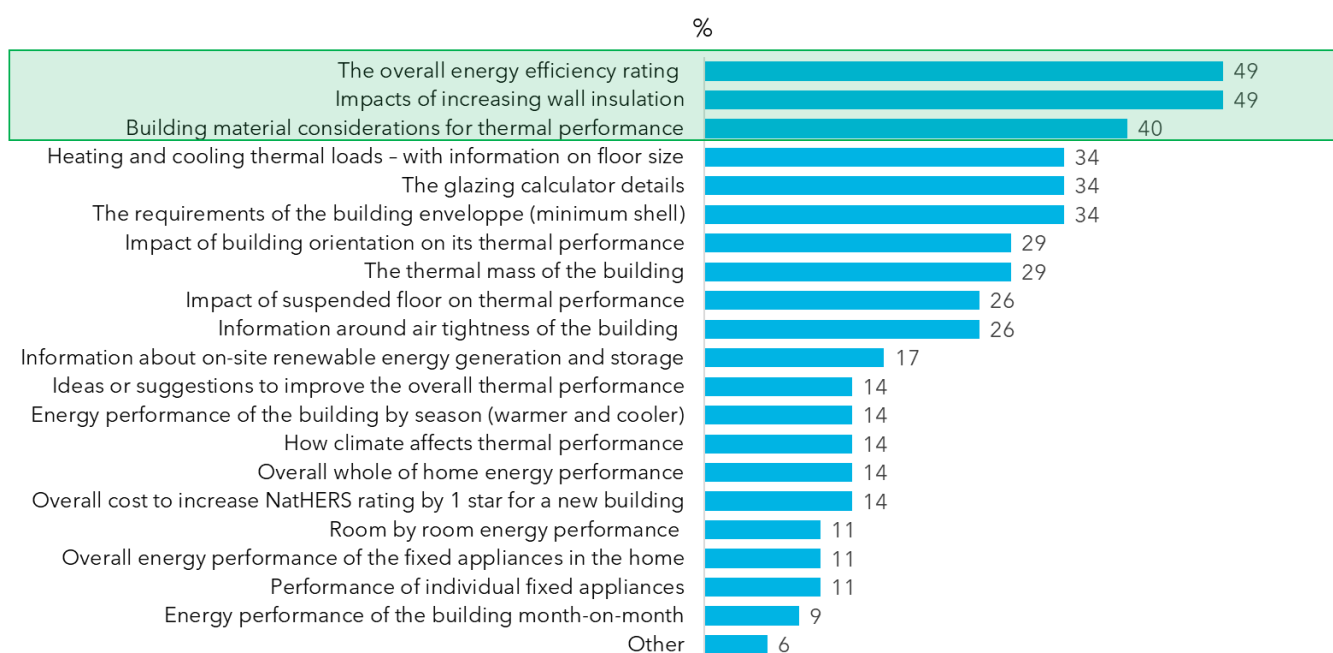 %
The overall energy efficiency rating 49
Impacts of increasing wall insulation 49
Building material considerations for thermal performance 40
Heating and cooling thermal loads – with information on floor size 34
The glazing calculator details 34
The requirements of the building enveloppe (minimum shell) 34
Impact of building orientation on its thermal performance 29
The thermal mass of the building 29
Impact of suspended floor on thermal performance 26
Information around air tightness of the building 26
Information about on-site renewable energy generation and storage 17
Ideas or suggestions to improve the overall thermal performance 14
Energy performance of the building by season (warmer and cooler) 14
How climate affects thermal performance 14
Overall whole of home energy performance 14
Overall cost to increase NatHERS rating by 1 star for a new building 14
Room by room energy performance 11
Overall energy performance of the fixed appliances in the home 11
Performance of individual fixed appliances 11
Energy performance of the building month-on-month 9
Other 6